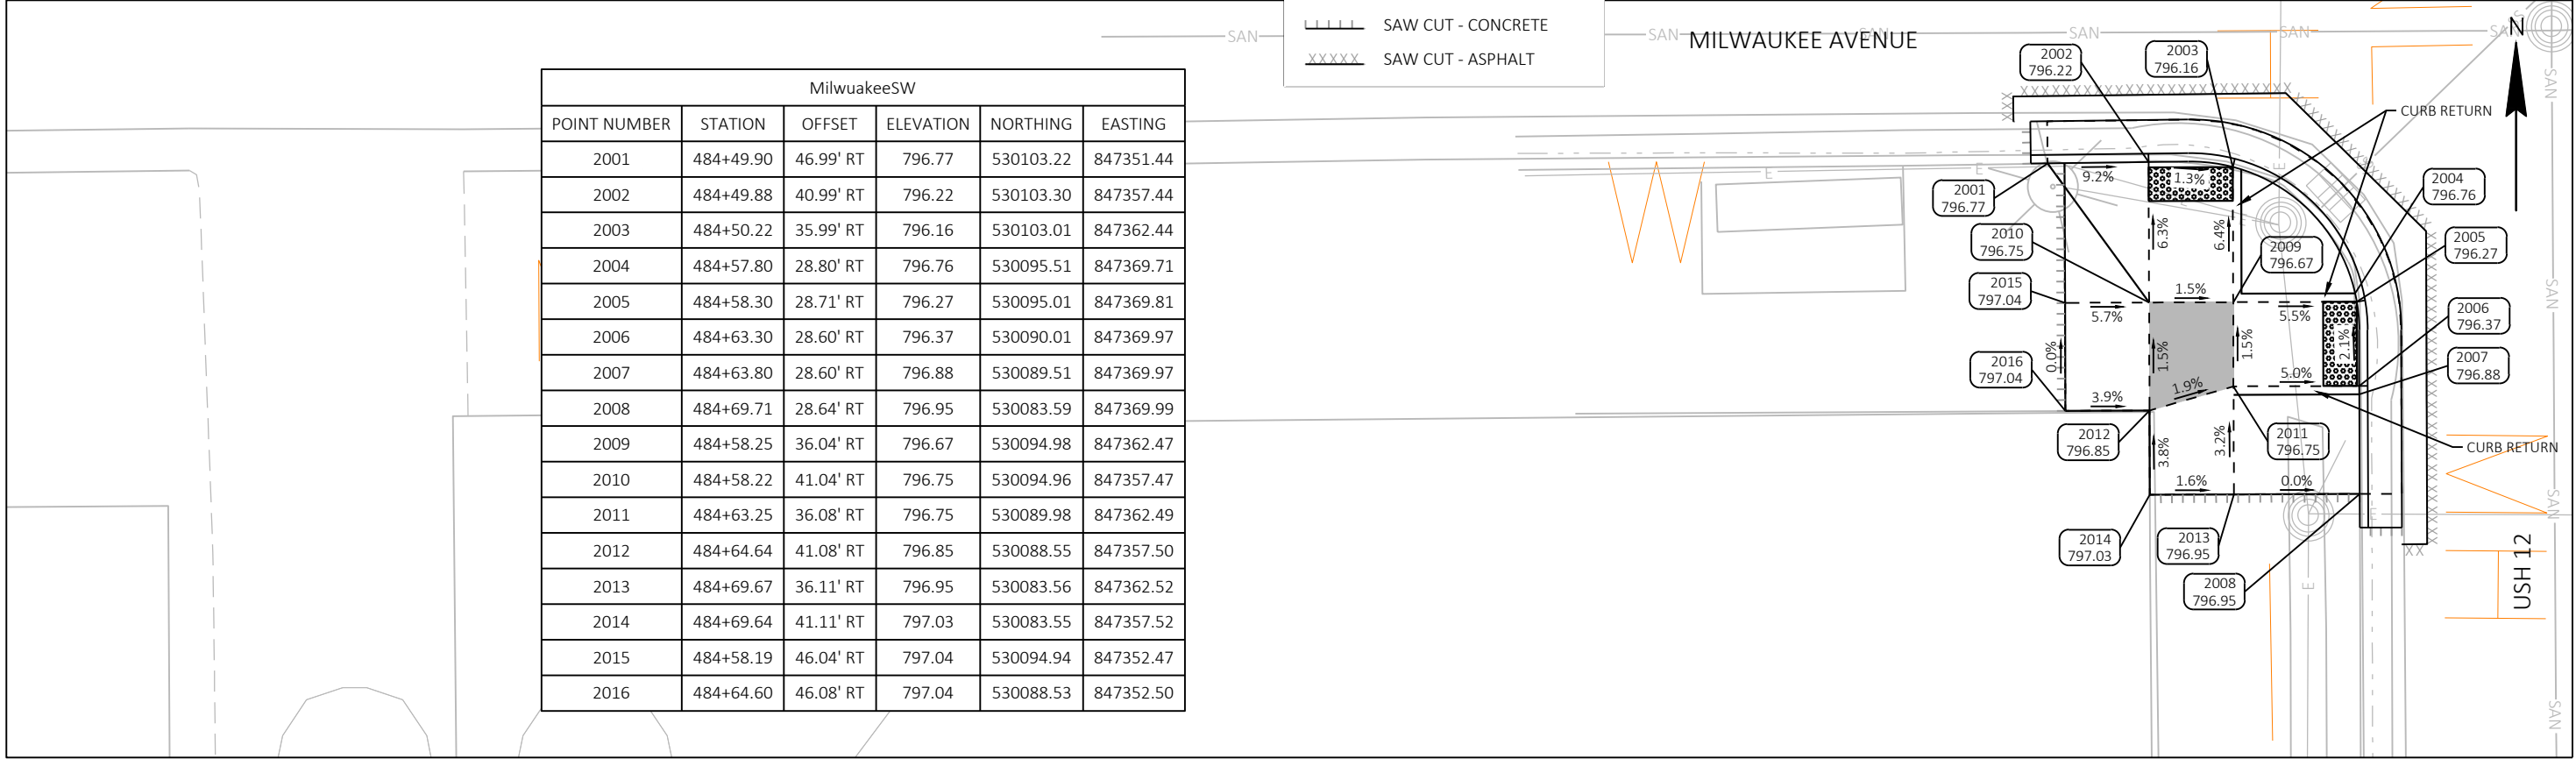 SAW CUT - CONCRETE
XXXXX SAW CUT - ASPHALT
SAN
SAN
SAN
SAN
SAN
SAN
MILWAUKEE AVENUE
N
MilwuakeeSW
POINT NUMBER STATION OFFSET ELEVATION NORTHING EASTING
2001 484+49.90 46.99' RT 796.77 530103.22 847351.44
2002 484+49.88 40.99' RT 796.22 530103.30 847357.44
2003 484+50.22 35.99' RT 796.16 530103.01 847362.44
2004 484+57.80 28.80' RT 796.76 530095.51 847369.71
2005 484+58.30 28.71' RT 796.27 530095.01 847369.81
2006 484+63.30 28.60' RT 796.37 530090.01 847369.97
2007 484+63.80 28.60' RT 796.88 530089.51 847369.97
2008 484+69.71 28.64' RT 796.95 530083.59 847369.99
2009 484+58.25 36.04' RT 796.67 530094.98 847362.47
2010 484+58.22 41.04' RT 796.75 530094.96 847357.47
2011 484+63.25 36.08' RT 796.75 530089.98 847362.49
2012 484+64.64 41.08' RT 796.85 530088.55 847357.50
2013 484+69.67 36.11' RT 796.95 530083.56 847362.52
2014 484+69.64 41.11' RT 797.03 530083.55 847357.52
2015 484+58.19 46.04' RT 797.04 530094.94 847352.47
2016 484+64.60 46.08' RT 797.04 530088.53 847352.50
2002
796.22
2003
796.16
CURB RETURN
2001
796.77
2004
796.76
2010
796.75
2009
796.67
2005
796.27
2015
797.04
2006
796.37
2016
797.04
2007
796.88
2012
796.85
2011
796.75
CURB RETURN
2014
797.03
2013
796.95
2008
796.95
9.2%
1.3%
6.3%
6.4%
1.5%
5.7%
5.5%
0.0%
1.5%
1.5%
2.1%
1.9%
5.0%
3.9%
3.8%
3.2%
1.6%
0.0%
E
E
E
E
E
SAN
SAN
SAN
SAN
USH 12